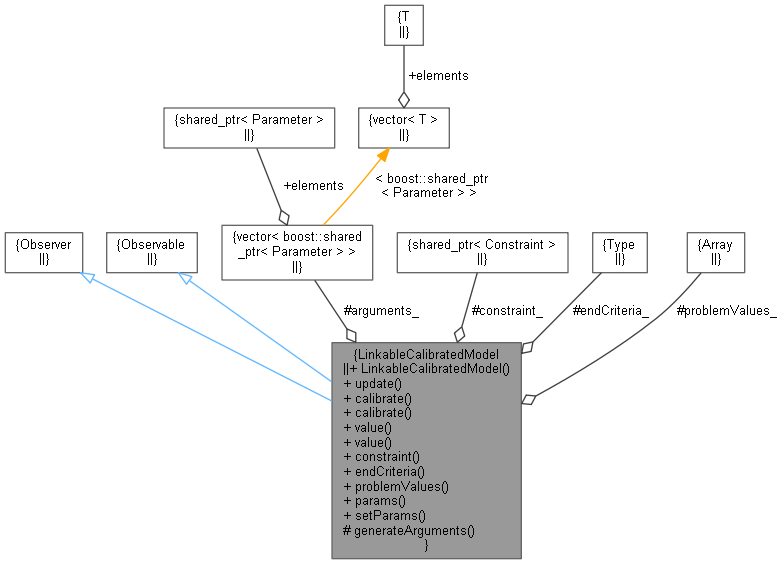 {T
||}
+elements
{shared_ptr< Parameter >
||}
{vector< T >
||}
+elements
< boost::shared_ptr
< Parameter > >
{Observer
||}
{Observable
||}
{vector< boost::shared
_ptr< Parameter > >
||}
{shared_ptr< Constraint >
||}
{Type
||}
{Array
||}
#arguments_
#constraint_
#endCriteria_
#problemValues_
{LinkableCalibratedModel
||+ LinkableCalibratedModel()
+ update()
+ calibrate()
+ calibrate()
+ value()
+ value()
+ constraint()
+ endCriteria()
+ problemValues()
+ params()
+ setParams()
# generateArguments()
}